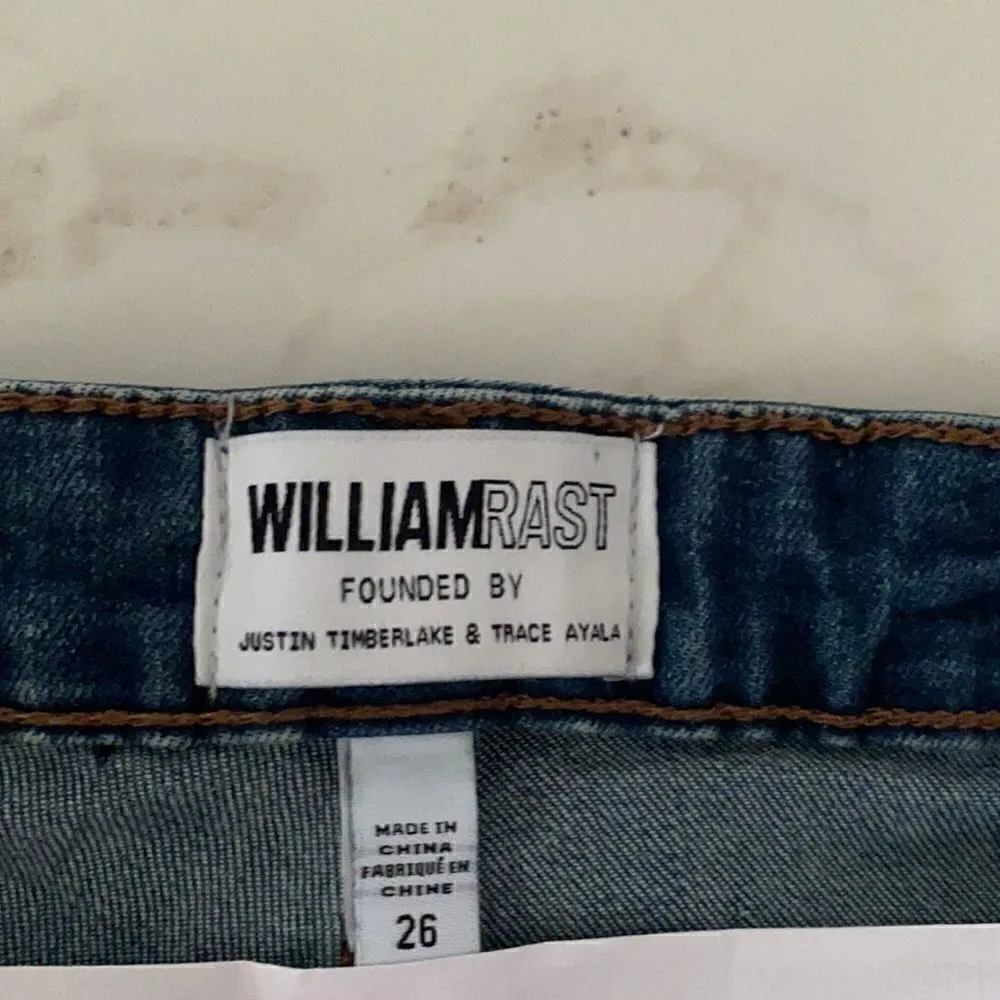 WILLIAMRAST
FOUNDED BY
JUSTIN TIMBERLAKE & TRACE AYALA
MADE IN
CHINA
FABRIQUÉ EN
CHINE
26